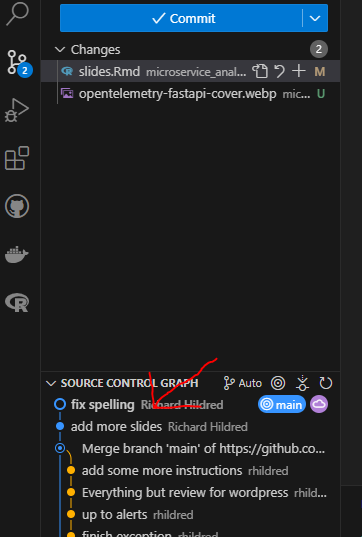 Commit
Changes 2
slides.Rmd microservice_anal... M
opentelemetry-fastapi-cover.webp mic... U
2
R
SOURCE CONTROL GRAPH Auto
fix spelling Richard Hildred main
add more slides Richard Hildred
Merge branch 'main' of https://github.co...
add some more instructions rhildred
Everything but review for wordpress rhild...
up to alerts rhildred
finish exception rhildred